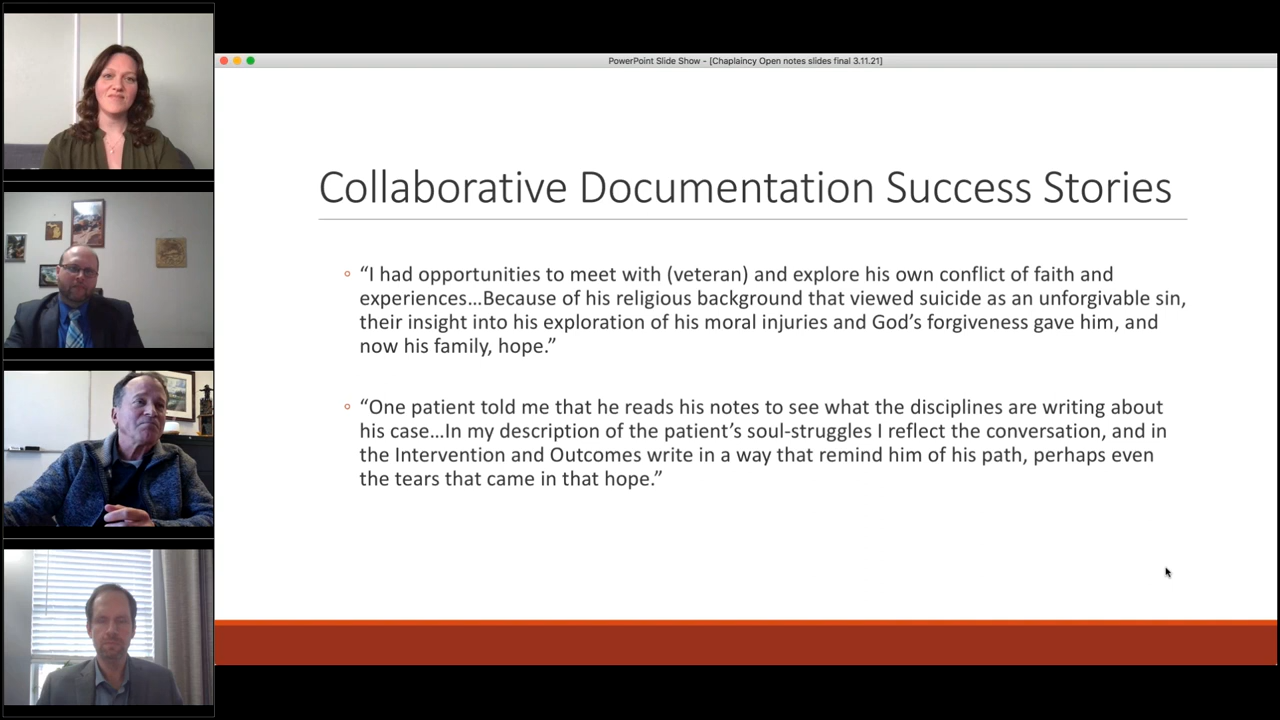 PowerPoint Slide Show - [Chaplaincy Open notes slides final 3.11.21]
Collaborative Documentation Success Stories
“I had opportunities to meet with (veteran) and explore his own conflict of faith and
experiences…Because of his religious background that viewed suicide as an unforgivable sin,
their insight into his exploration of his moral injuries and God’s forgiveness gave him, and
now his family, hope.”
“One patient told me that he reads his notes to see what the disciplines are writing about
his case…In my description of the patient’s soul-struggles I reflect the conversation, and in
the Intervention and Outcomes write in a way that remind him of his path, perhaps even
the tears that came in that hope.”